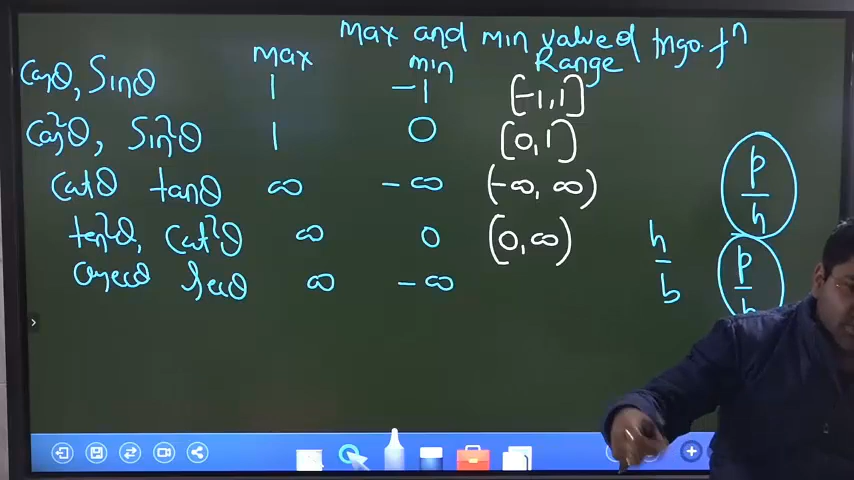 max and min value of trigo. fⁿ
max min Range
cosθ, Sinθ 1 -1 [-1,1]
cos²θ, Sin²θ 1 0 [0,1]
cotθ tanθ ∞ -∞ (-∞, ∞)
tan²θ, cot²θ ∞ 0 (0,∞)
cosecθ Secθ ∞ -∞
p/h
h/b
p/h